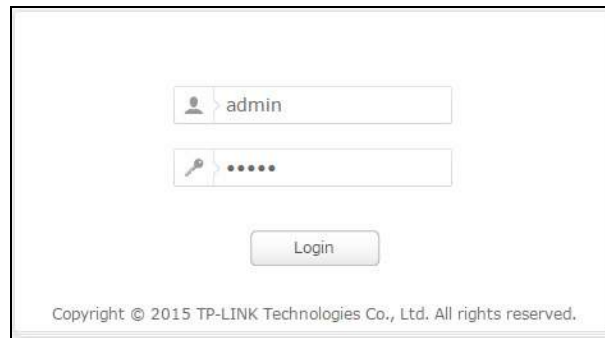 admin
•••••
Login
Copyright © 2015 TP-LINK Technologies Co., Ltd. All rights reserved.